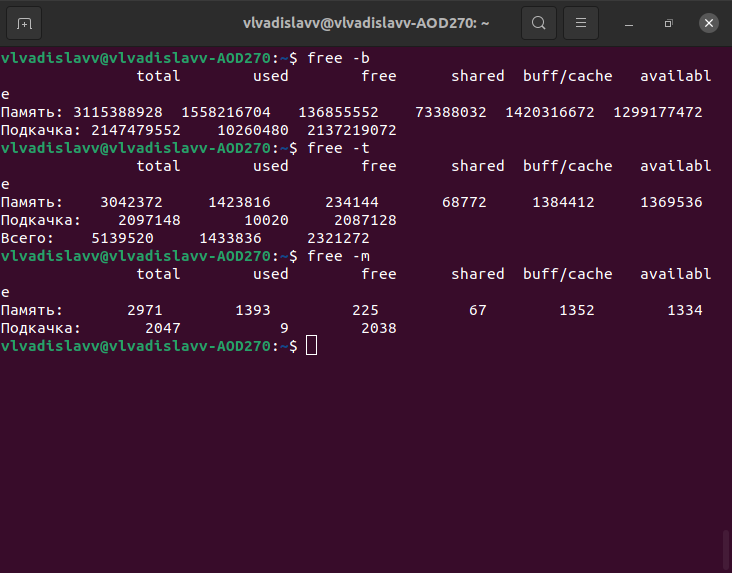 vlvadislavv@vlvadislavv-AOD270: ~
vlvadislavv@vlvadislavv-AOD270:~$ free -b
total used free shared buff/cache availabl
e
Память: 3115388928 1558216704 136855552 73388032 1420316672 1299177472
Подкачка: 2147479552 10260480 2137219072
vlvadislavv@vlvadislavv-AOD270:~$ free -t
total used free shared buff/cache availabl
e
Память: 3042372 1423816 234144 68772 1384412 1369536
Подкачка: 2097148 10020 2087128
Всего: 5139520 1433836 2321272
vlvadislavv@vlvadislavv-AOD270:~$ free -m
total used free shared buff/cache availabl
e
Память: 2971 1393 225 67 1352 1334
Подкачка: 2047 9 2038
vlvadislavv@vlvadislavv-AOD270:~$